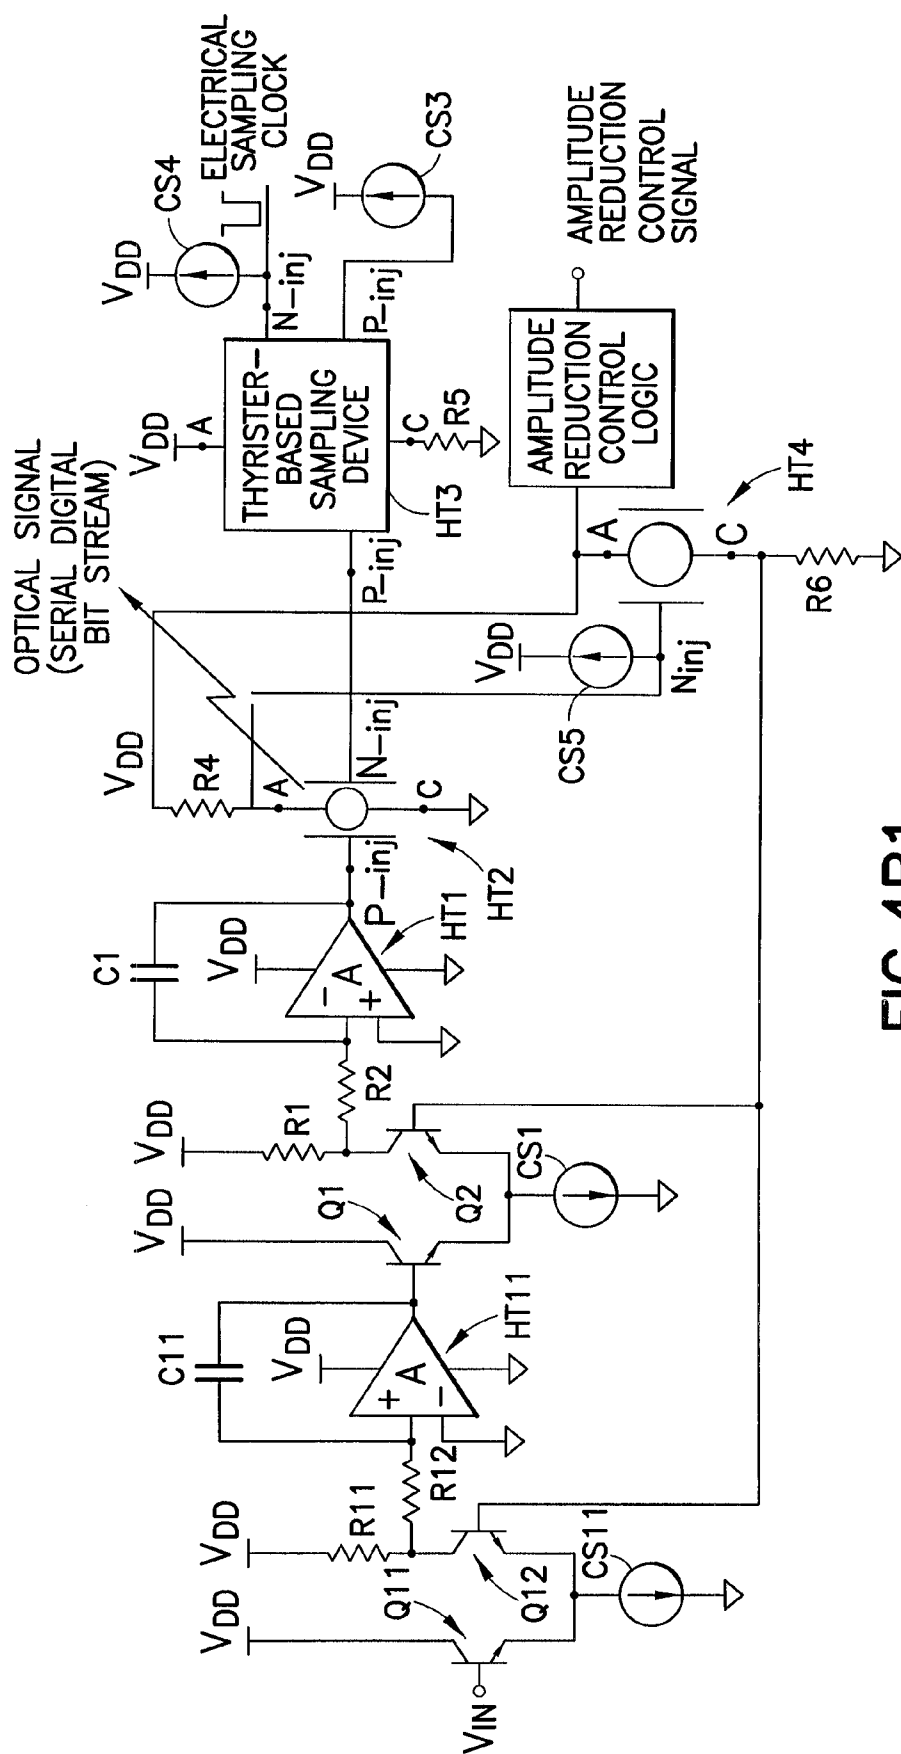 OPTICAL SIGNAL
(SERIAL DIGITAL
BIT STREAM)
VDD
R4
A
C
N-inj
P-inj
HT2
VDD
A
THYRISTER-
BASED
SAMPLING
DEVICE
HT3
C
R5
P-inj
N-inj
P-inj
VDD
CS4
ELECTRICAL
SAMPLING
CLOCK
VDD
CS3
AMPLITUDE
REDUCTION
CONTROL
LOGIC
AMPLITUDE
REDUCTION
CONTROL
SIGNAL
A
C
HT4
R6
VDD
CS5
Ninj
C1
VDD
-
A
+
HT1
R2
VDD
R1
VDD
Q1
Q2
CS1
C11
VDD
+
A
-
HT11
R12
VDD
R11
VDD
Q11
Q12
CS11
VIN
FIG. 4B1